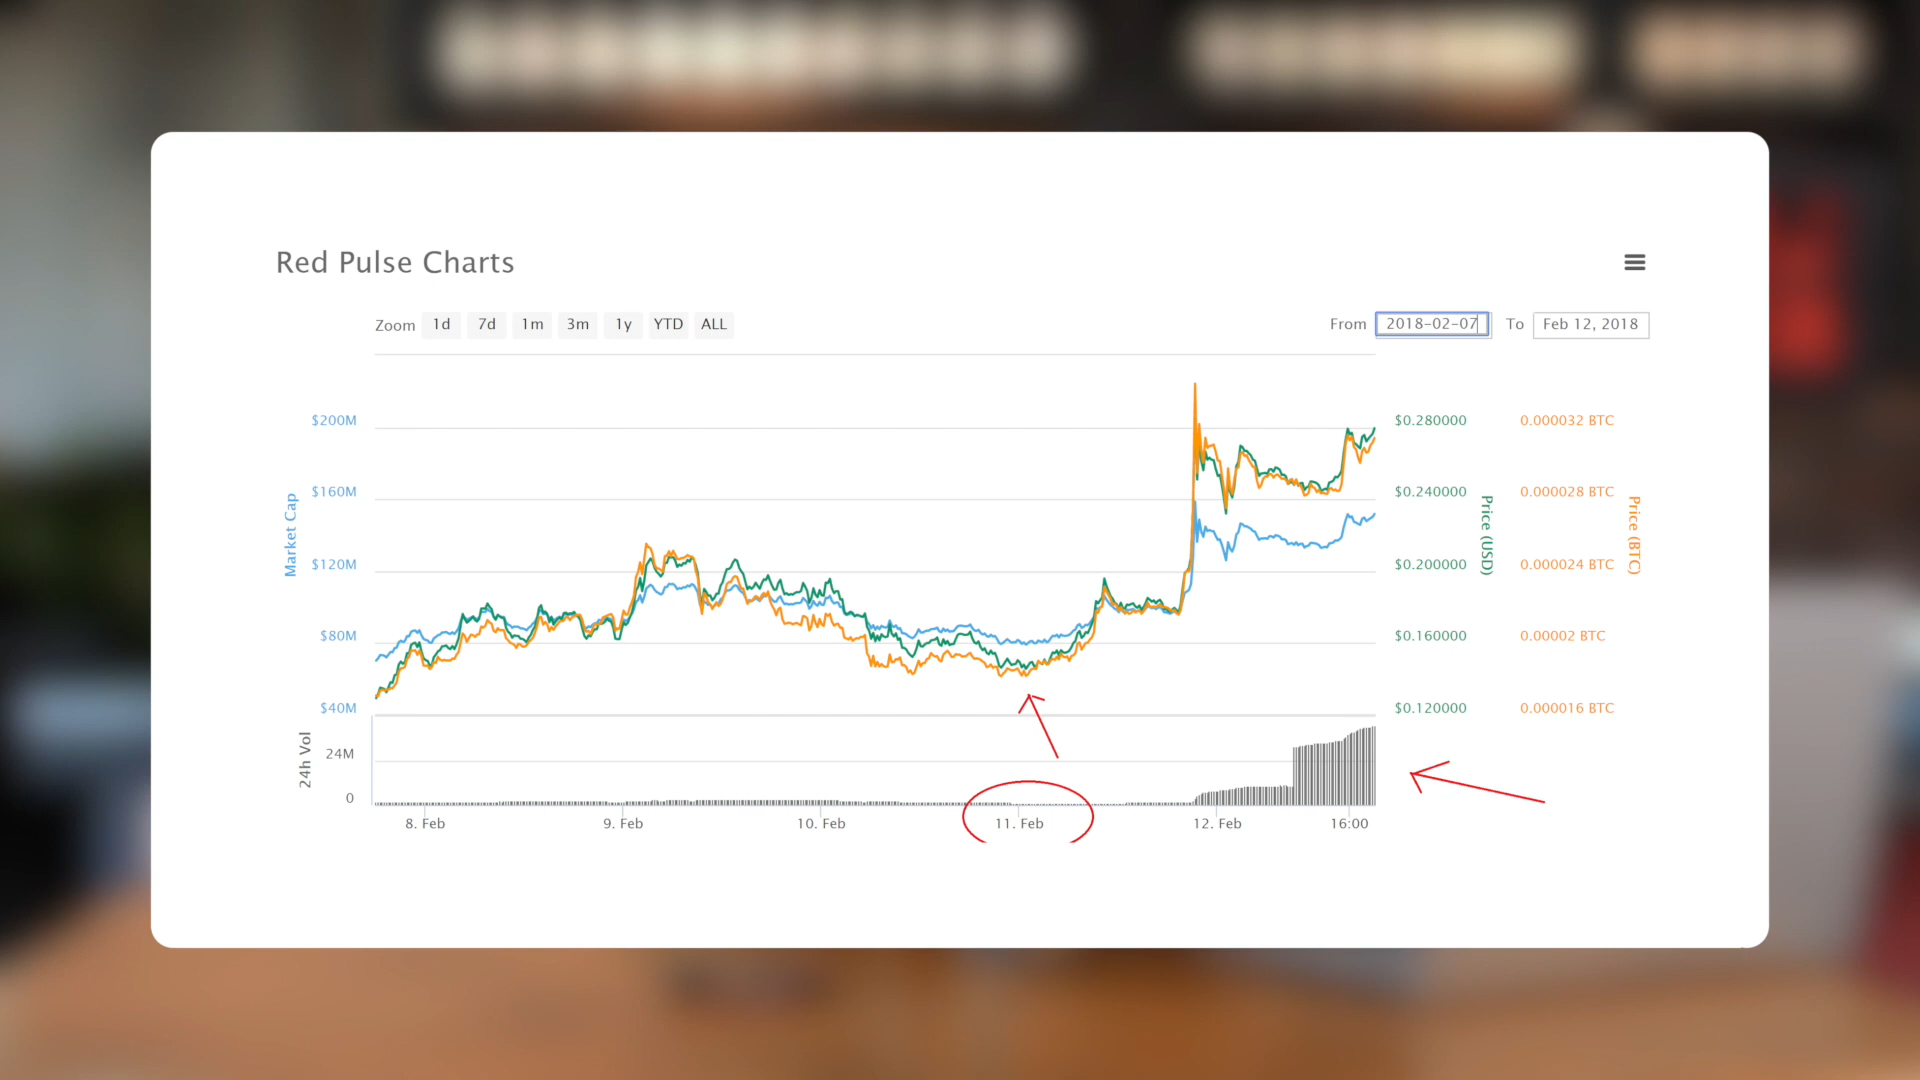 Red Pulse Charts
Zoom 1d 7d 1m 3m 1y YTD ALL
From 2018-02-07 To Feb 12, 2018
$200M
$160M
$120M
$80M
$40M
Market Cap
24M
0
24h Vol
$0.280000
$0.240000
$0.200000
$0.160000
$0.120000
Price (USD)
0.000032 BTC
0.000028 BTC
0.000024 BTC
0.00002 BTC
0.000016 BTC
Price (BTC)
8. Feb 9. Feb 10. Feb 11. Feb 12. Feb 16:00